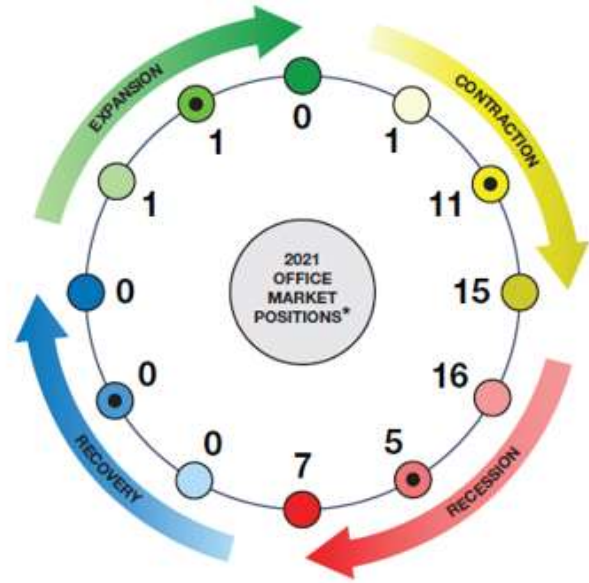 EXPANSION
CONTRACTION
0
1
1
1
11
2021
OFFICE
MARKET
POSITIONS*
0
15
0
16
0
5
7
RECOVERY
RECESSION